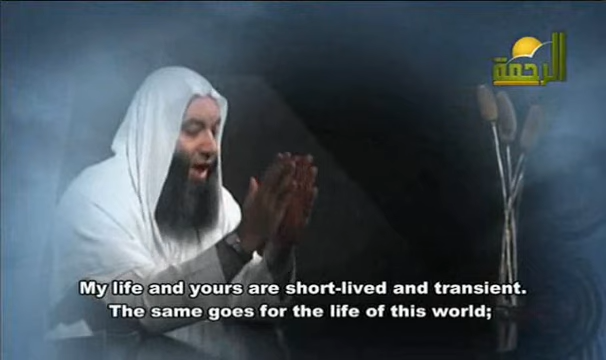 الرحمة
My life and yours are short-lived and transient.
The same goes for the life of this world;